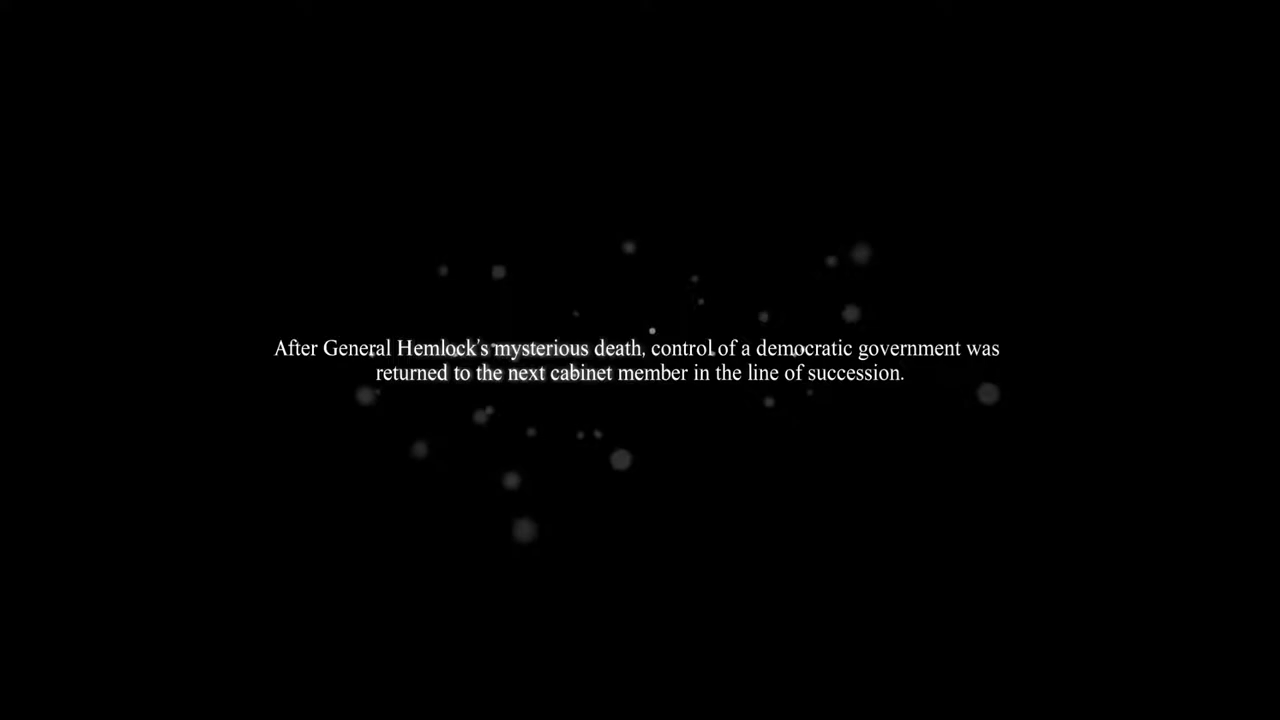 After General Hemlock's mysterious death, control of a democratic government was
returned to the next cabinet member in the line of succession.